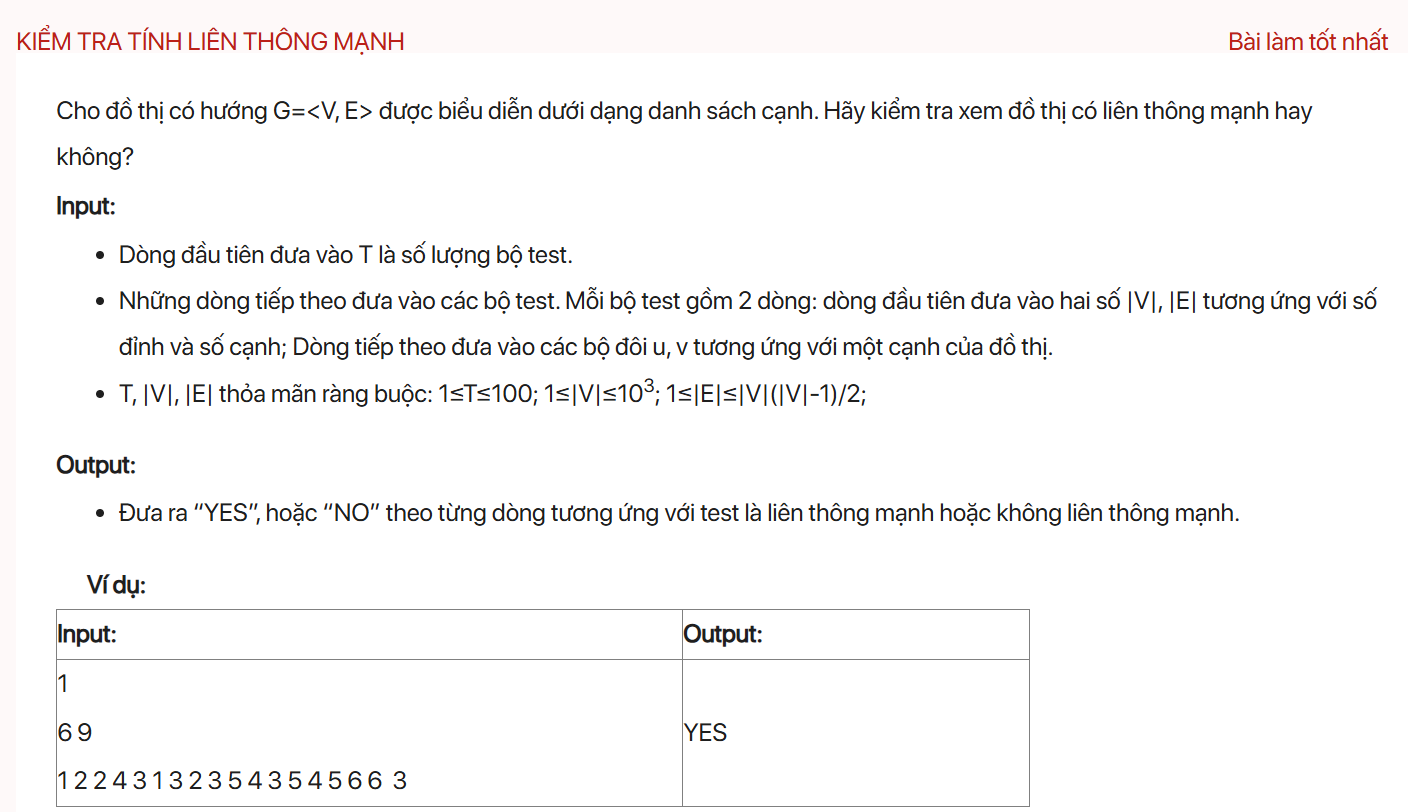 KIỂM TRA TÍNH LIÊN THÔNG MẠNH Bài làm tốt nhất
Cho đồ thị có hướng G=<V, E> được biểu diễn dưới dạng danh sách cạnh. Hãy kiểm tra xem đồ thị có liên thông mạnh hay
không?
Input:
• Dòng đầu tiên đưa vào T là số lượng bộ test.
• Những dòng tiếp theo đưa vào các bộ test. Mỗi bộ test gồm 2 dòng: dòng đầu tiên đưa vào hai số |V|, |E| tương ứng với số
đỉnh và số cạnh; Dòng tiếp theo đưa vào các bộ đôi u, v tương ứng với một cạnh của đồ thị.
• T, |V|, |E| thỏa mãn ràng buộc: 1≤T≤100; 1≤|V|≤10³; 1≤|E|≤|V|(|V|-1)/2;
Output:
• Đưa ra “YES”, hoặc “NO” theo từng dòng tương ứng với test là liên thông mạnh hoặc không liên thông mạnh.
Ví dụ:
Input: Output:
1
6 9 YES
1 2 2 4 3 1 3 2 3 5 4 3 5 4 5 6 6 3